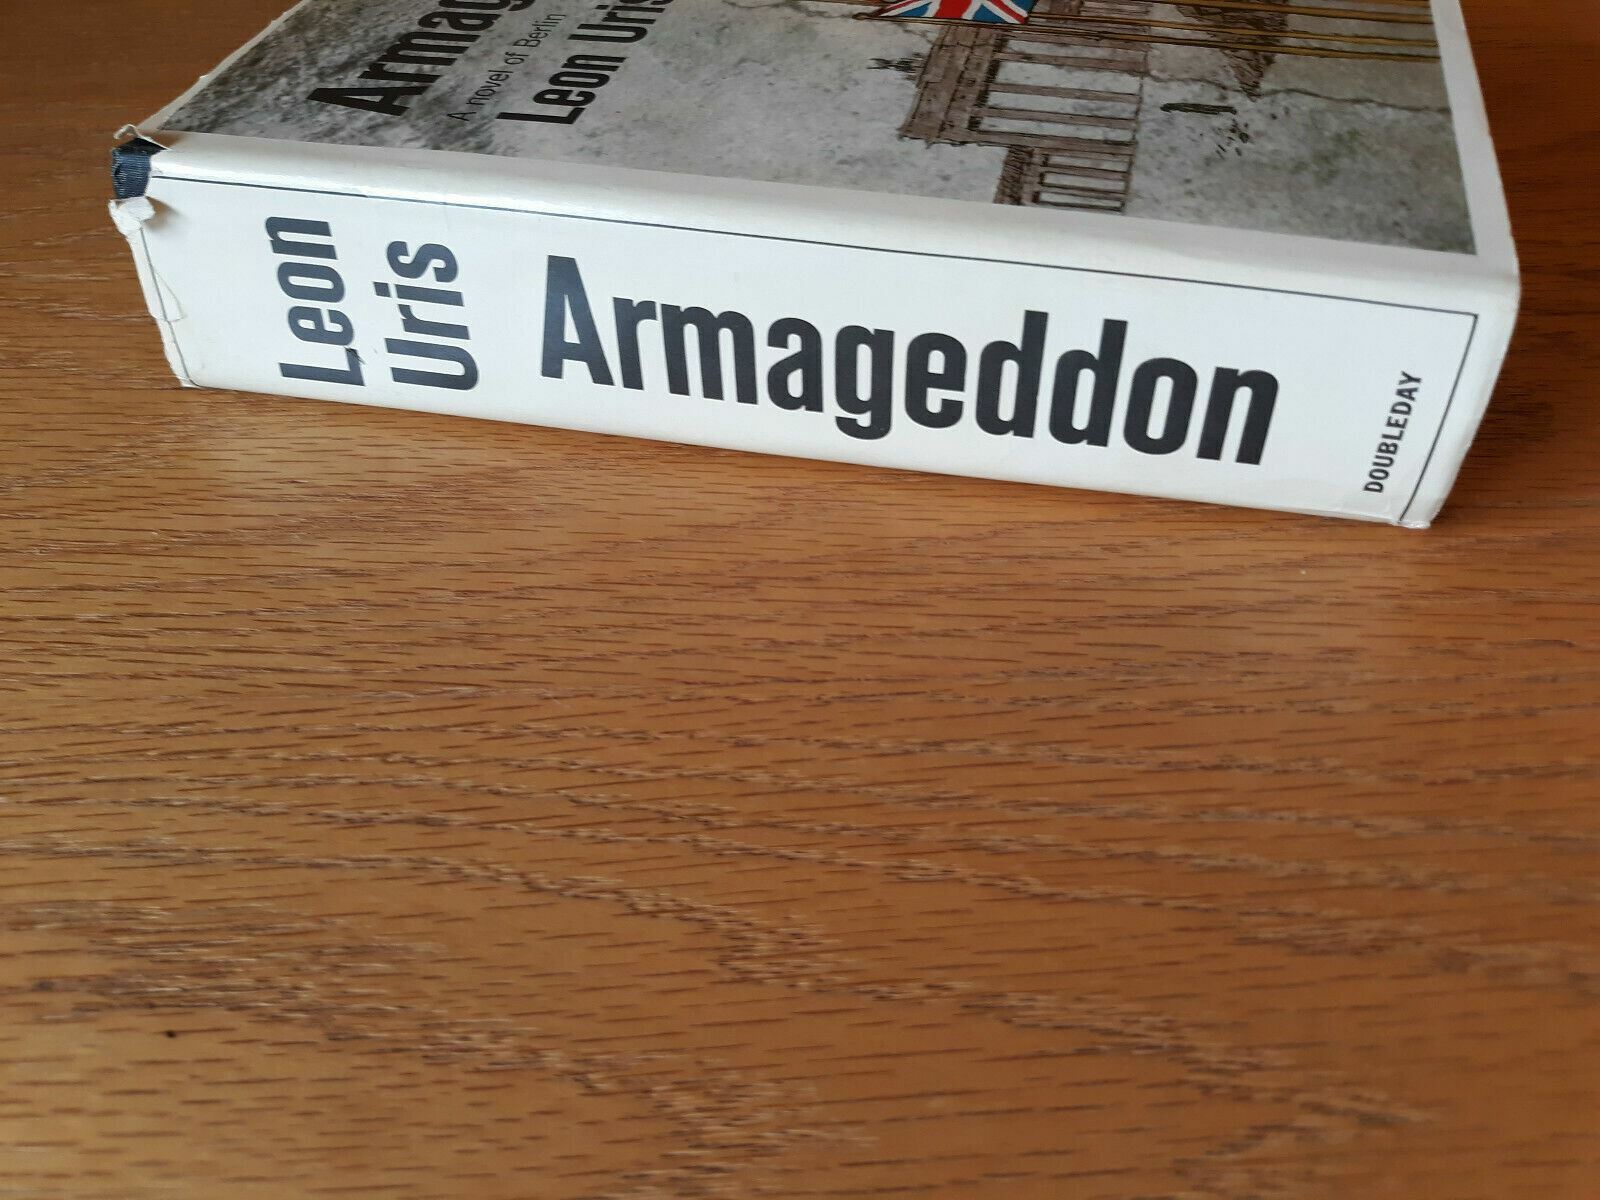 Armag
A novel of Berlin
Leon Uris
Leon
Uris
Armageddon
DOUBLEDAY